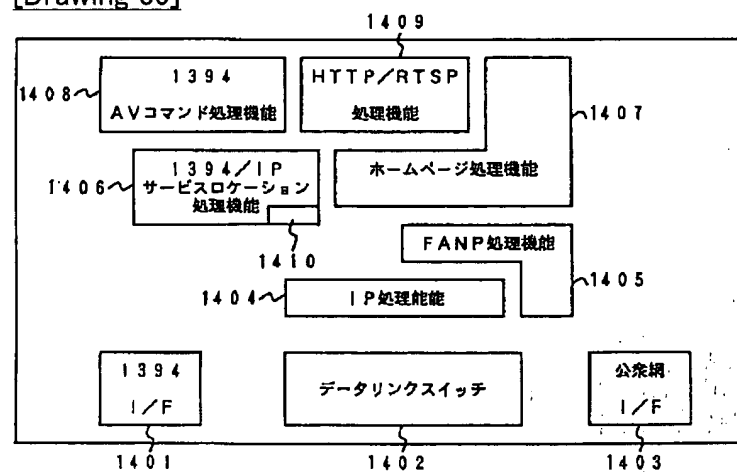 1409
1394
AVコマンド処理機能
1408
HTTP/RTSP
処理機能
1407
1394/IP
サービスロケーション
処理機能
1406
ホームページ処理機能
1410
FANP処理機能
1405
1404
IP処理能能
1394
I/F
データリンクスイッチ
公衆網
I/F
1401
1402
1403